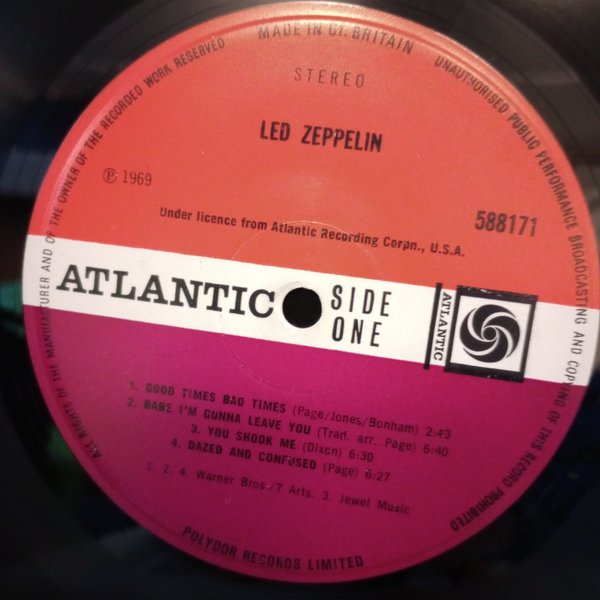 MADE IN Gt. BRITAIN
UNAUTHORISED PUBLIC PERFORMANCE BROADCASTING AND COPYING OF THIS RECORD PROHIBITED
ALL RIGHTS OF THE MANUFACTURER AND OF THE OWNER OF THE RECORDED WORK RESERVED
STEREO
LED ZEPPELIN
Ⓟ 1969
588171
Under licence from Atlantic Recording Corpn., U.S.A.
ATLANTIC
SIDE
ONE
ATLANTIC
1. GOOD TIMES BAD TIMES (Page/Jones/Bonham) 2:43
2. BABE I'M GUNNA LEAVE YOU (Trad. arr. Page) 6:40
3. YOU SHOOK ME (Dixon) 6:30
4. DAZED AND CONFUSED (Page) 6:27
1. 2. 4. Warner Bros/7 Arts. 3. Jewel Music
POLYDOR RECORDS LIMITED